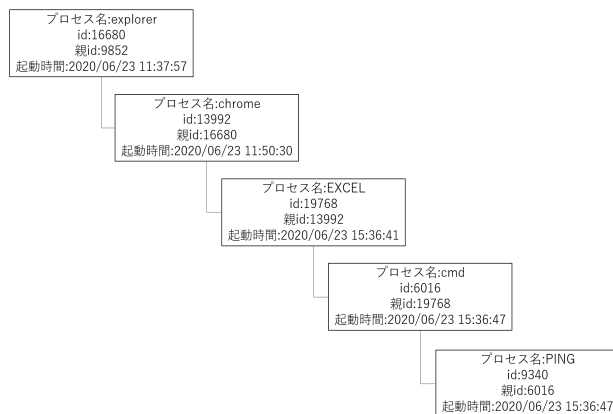 プロセス名:explorer
id:16680
親id:9852
起動時間:2020/06/23 11:37:57
プロセス名:chrome
id:13992
親id:16680
起動時間:2020/06/23 11:50:30
プロセス名:EXCEL
id:19768
親id:13992
起動時間:2020/06/23 15:36:41
プロセス名:cmd
id:6016
親id:19768
起動時間:2020/06/23 15:36:47
プロセス名:PING
id:9340
親id:6016
起動時間:2020/06/23 15:36:47